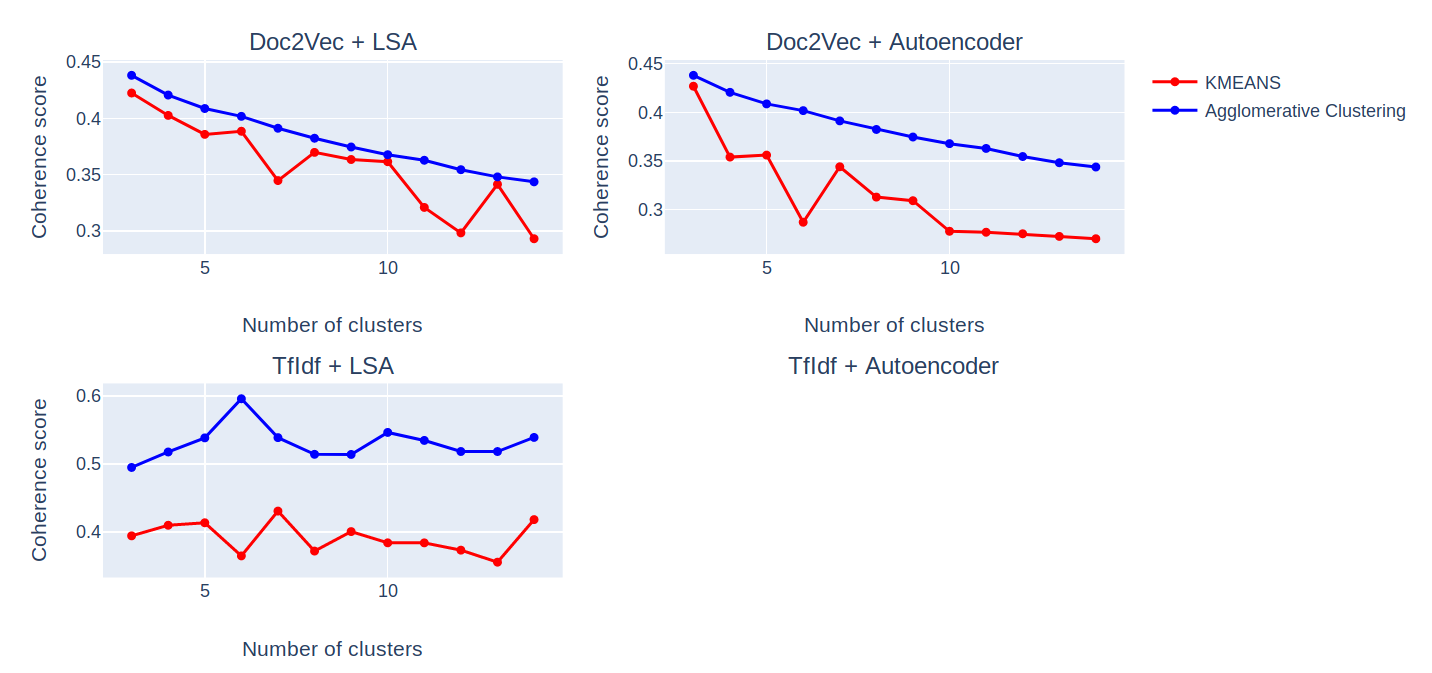 Doc2Vec + LSA
Coherence score
0.45
0.4
0.35
0.3
5
10
Number of clusters
Doc2Vec + Autoencoder
Coherence score
0.45
0.4
0.35
0.3
5
10
Number of clusters
KMEANS
Agglomerative Clustering
TfIdf + LSA
Coherence score
0.6
0.5
0.4
5
10
Number of clusters
TfIdf + Autoencoder